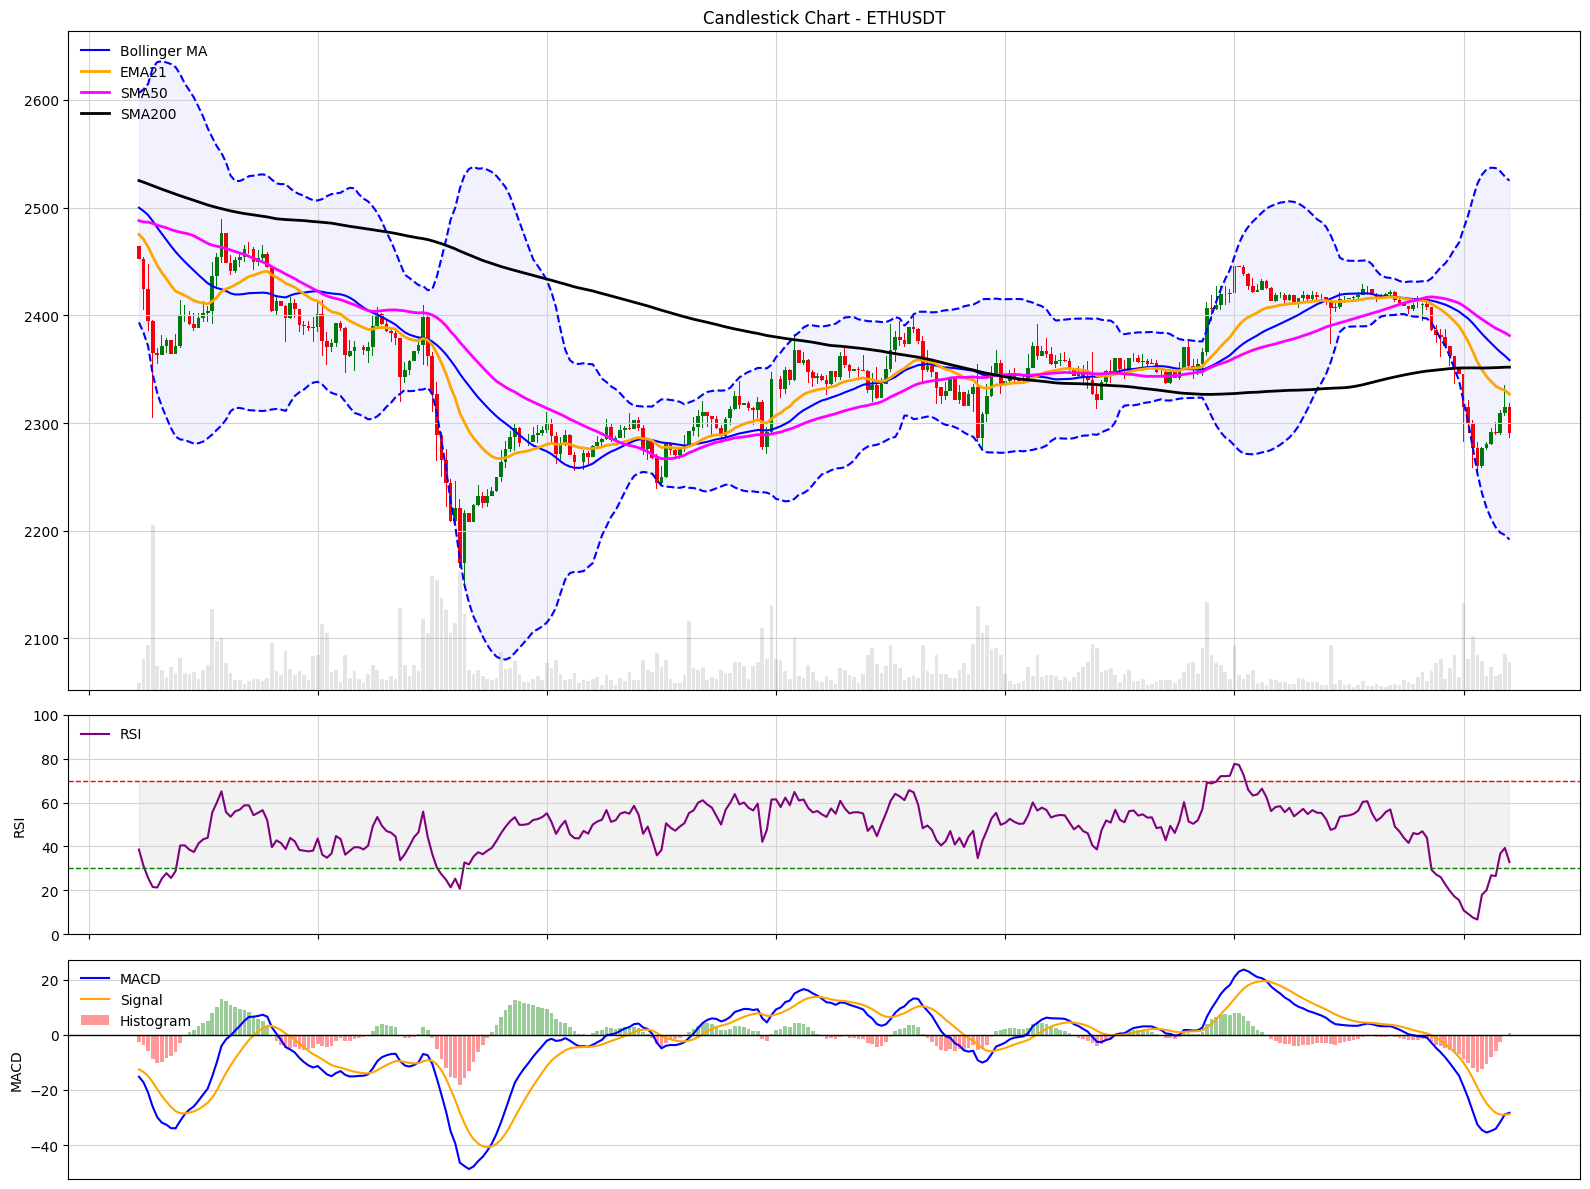 Candlestick Chart - ETHUSDT
Bollinger MA
EMA21
SMA50
SMA200
2600
2500
2400
2300
2200
2100
RSI
100
80
60
40
20
0
RSI
MACD
Signal
Histogram
20
0
−20
−40
MACD